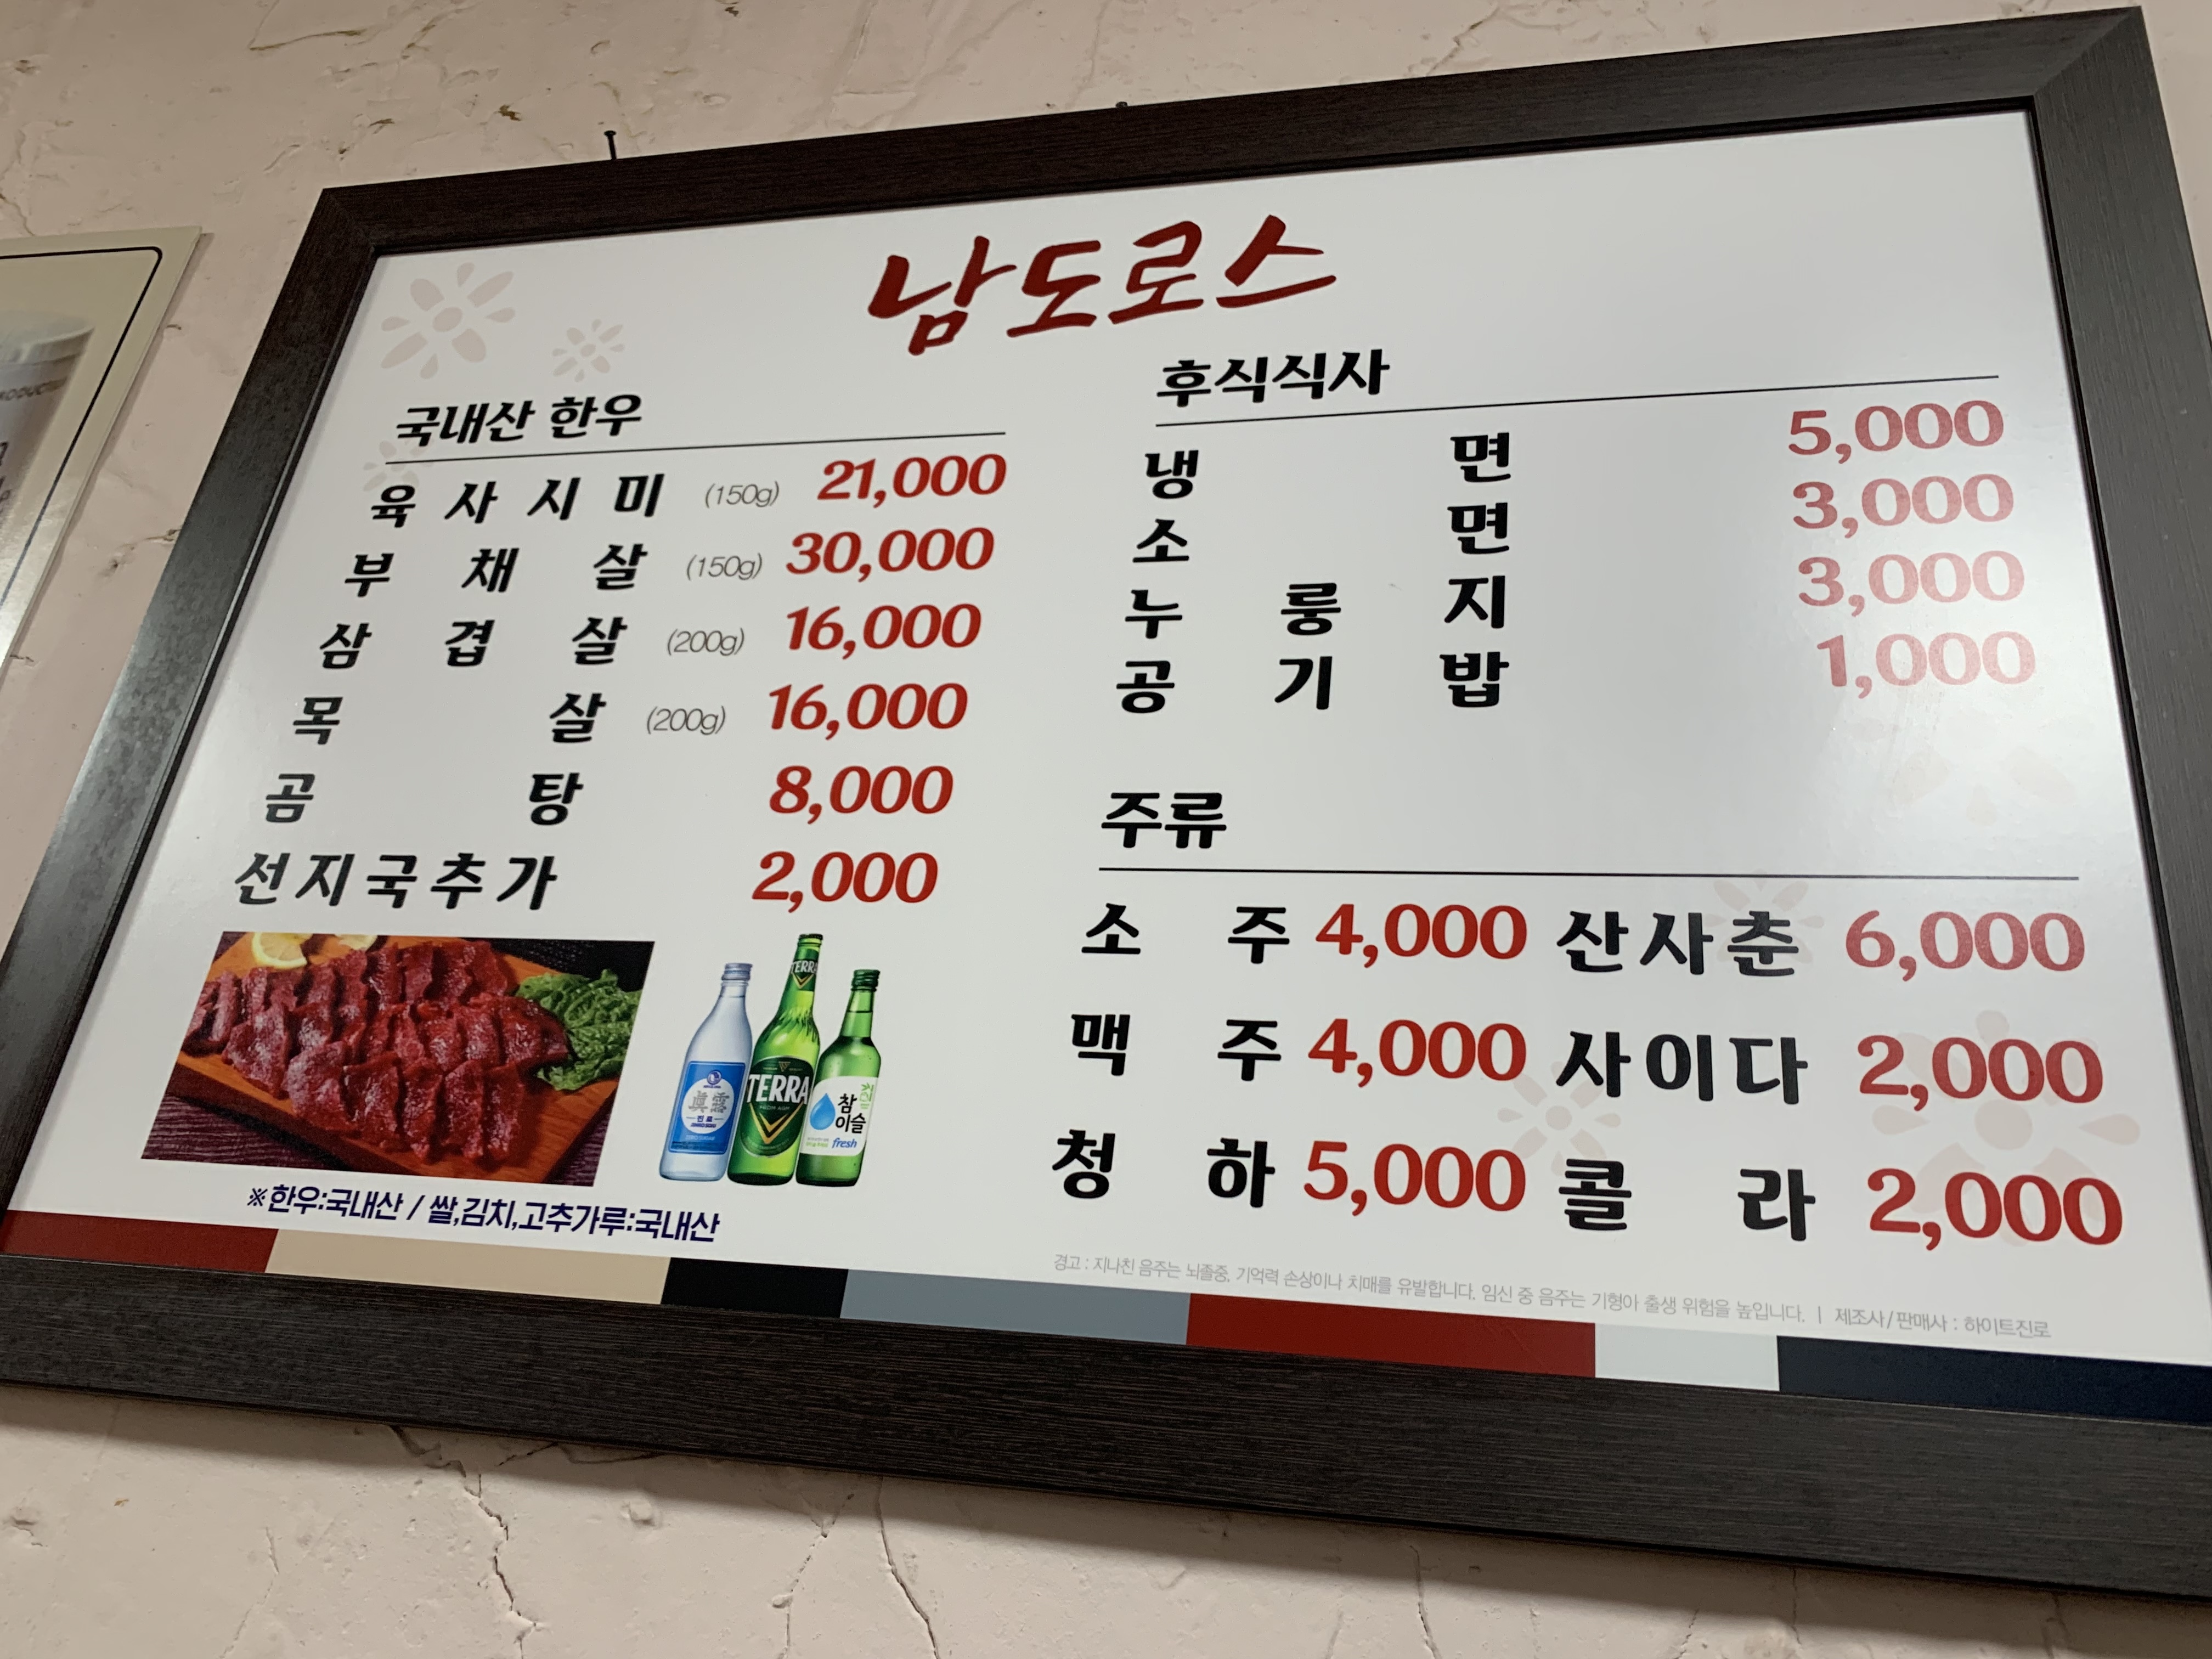 남도로스
국내산 한우
육사시미 (150g) 21,000
부채살 (150g) 30,000
삼겹살 (200g) 16,000
목살 (200g) 16,000
곰탕 8,000
선지국추가 2,000
후식식사
냉면 5,000
소면 3,000
누룽지 3,000
공기밥 1,000
주류
소주 4,000 산사춘 6,000
맥주 4,000 사이다 2,000
청하 5,000 콜라 2,000
TERRA
TERRA
眞露
참
이슬
fresh
※한우:국내산 / 쌀,김치,고추가루:국내산
경고 : 지나친 음주는 뇌졸중, 기억력 손상이나 치매를 유발합니다. 임신 중 음주는 기형아 출생 위험을 높입니다. | 제조사/판매사 : 하이트진로